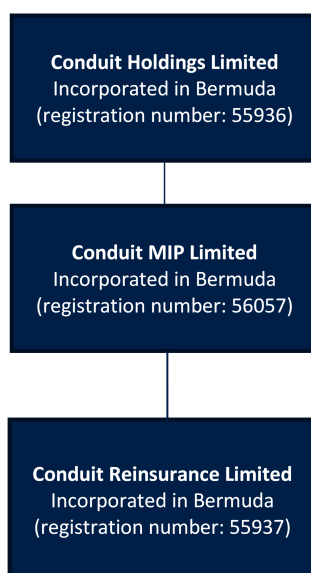 Conduit Holdings Limited
Incorporated in Bermuda
(registration number: 55936)
Conduit MIP Limited
Incorporated in Bermuda
(registration number: 56057)
Conduit Reinsurance Limited
Incorporated in Bermuda
(registration number: 55937)